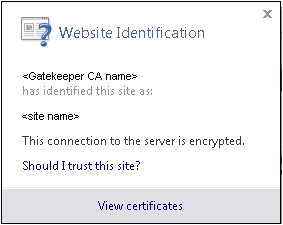 Website Identification
<Gatekeeper CA name>
has identified this site as:
<site name>
This connection to the server is encrypted.
Should I trust this site?
View certificates